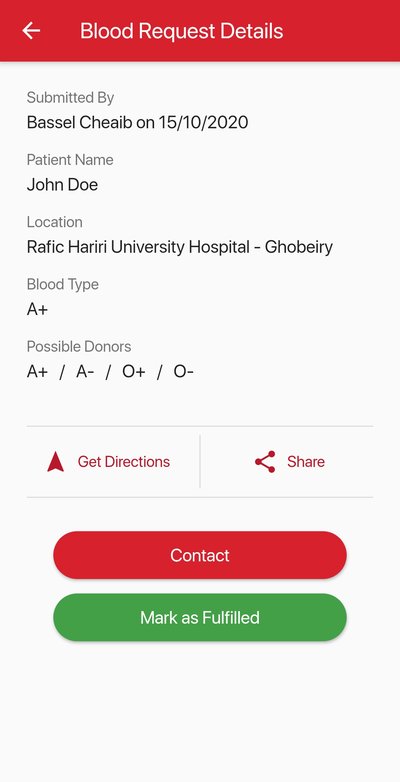 Blood Request Details
Submitted By
Bassel Cheaib on 15/10/2020
Patient Name
John Doe
Location
Rafic Hariri University Hospital - Ghobeiry
Blood Type
A+
Possible Donors
A+ / A- / O+ / O-
Get Directions
Share
Contact
Mark as Fulfilled